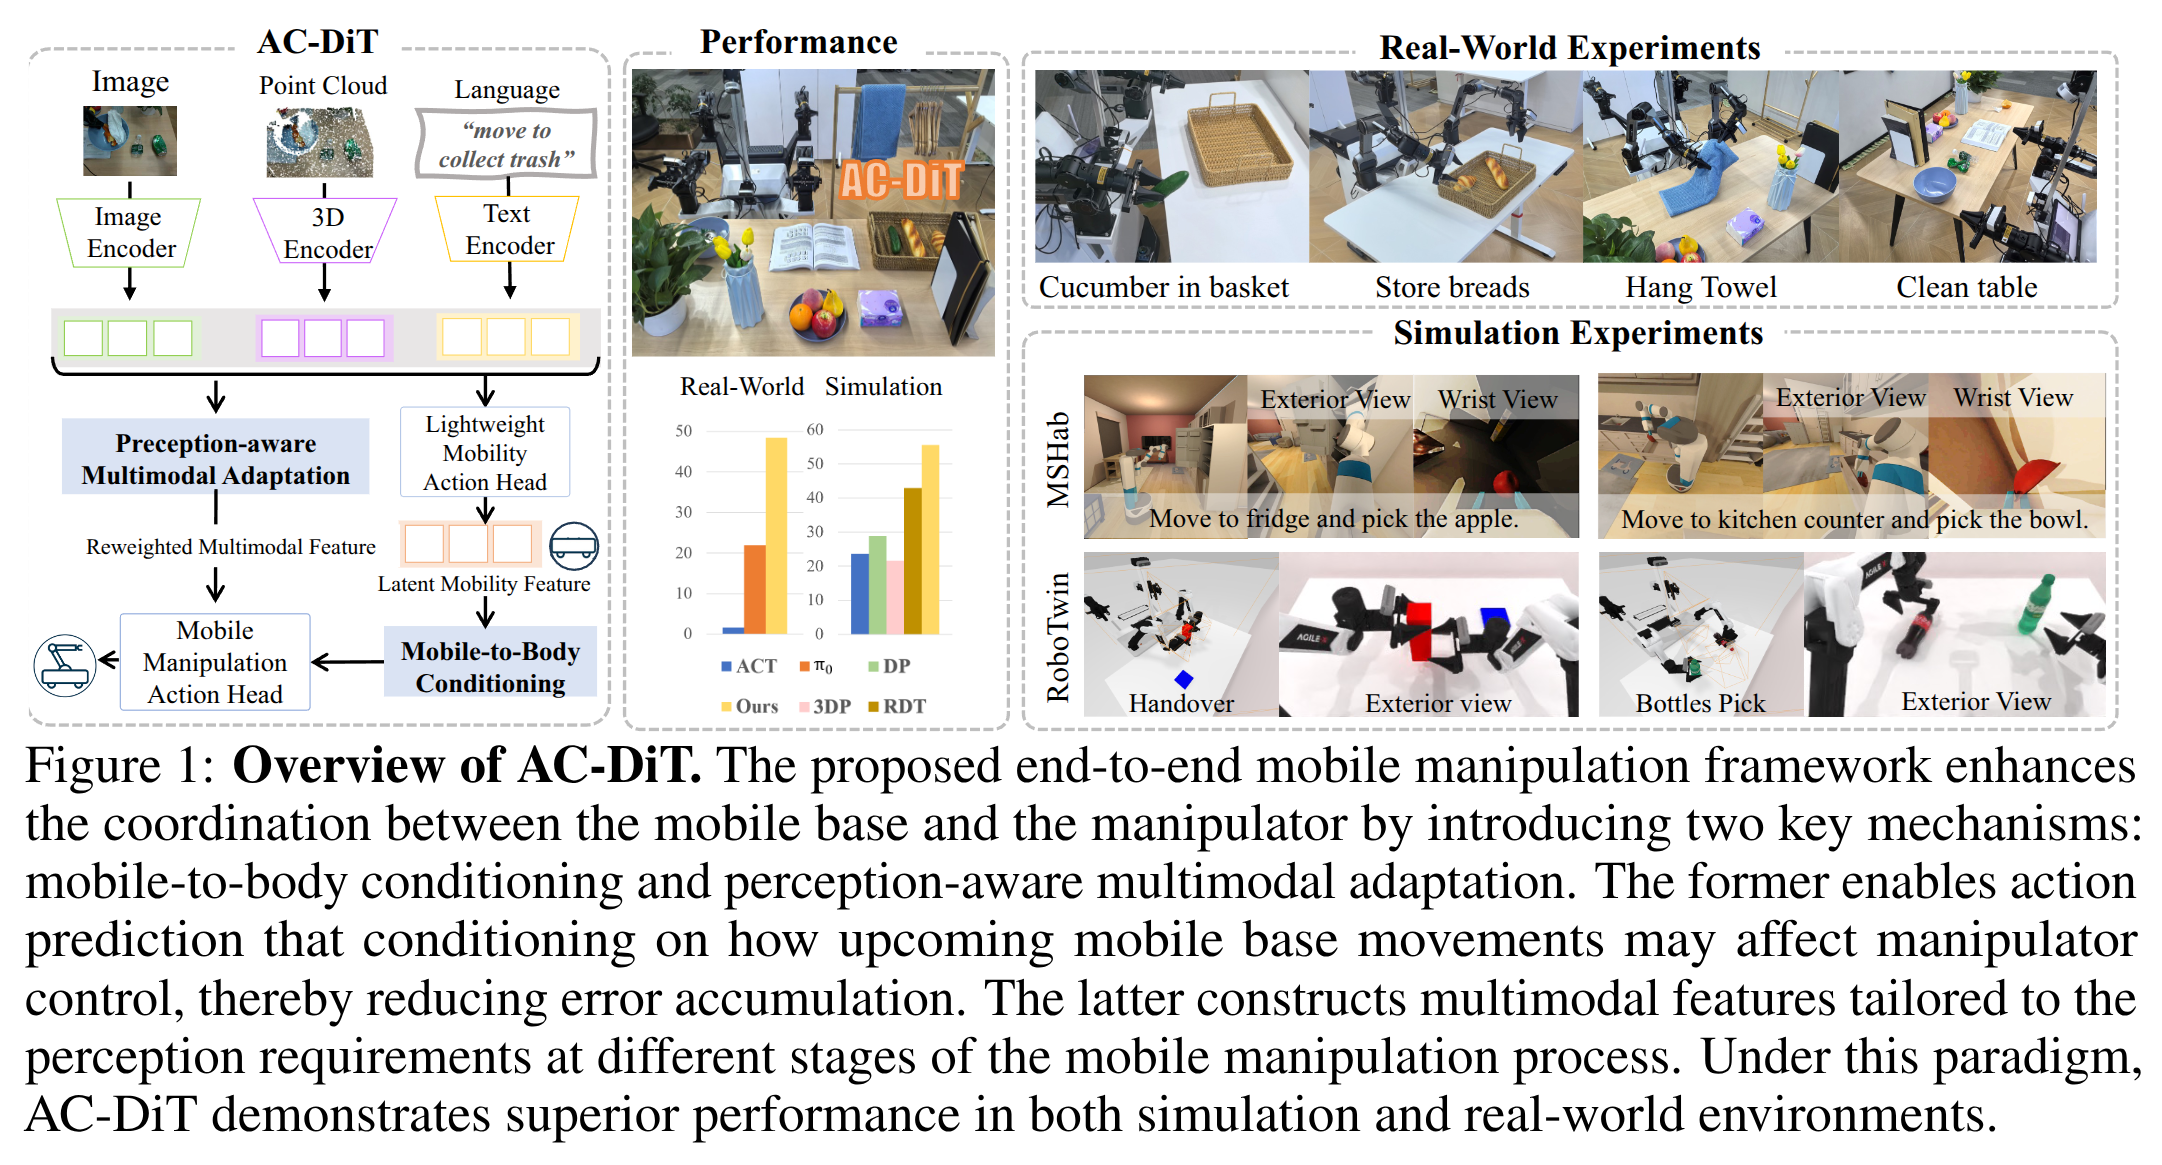 AC-DiT
Image
Point Cloud
Language
“move to
collect trash”
Image
Encoder
3D
Encoder
Text
Encoder
Preception-aware
Multimodal Adaptation
Lightweight
Mobility
Action Head
Reweighted Multimodal Feature
Latent Mobility Feature
Mobile
Manipulation
Action Head
Mobile-to-Body
Conditioning
Performance
AC-DiT
Real-World
Simulation
50
40
30
20
10
0
60
50
40
30
20
10
0
ACT
π0
DP
Ours
3DP
RDT
Real-World Experiments
Cucumber in basket
Store breads
Hang Towel
Clean table
Simulation Experiments
MSHab
Exterior View
Wrist View
Move to fridge and pick the apple.
Exterior View
Wrist View
Move to kitchen counter and pick the bowl.
RoboTwin
Handover
AGILE
Exterior view
Bottles Pick
AGILE
Exterior View
Figure 1: Overview of AC-DiT. The proposed end-to-end mobile manipulation framework enhances
the coordination between the mobile base and the manipulator by introducing two key mechanisms:
mobile-to-body conditioning and perception-aware multimodal adaptation. The former enables action
prediction that conditioning on how upcoming mobile base movements may affect manipulator
control, thereby reducing error accumulation. The latter constructs multimodal features tailored to the
perception requirements at different stages of the mobile manipulation process. Under this paradigm,
AC-DiT demonstrates superior performance in both simulation and real-world environments.